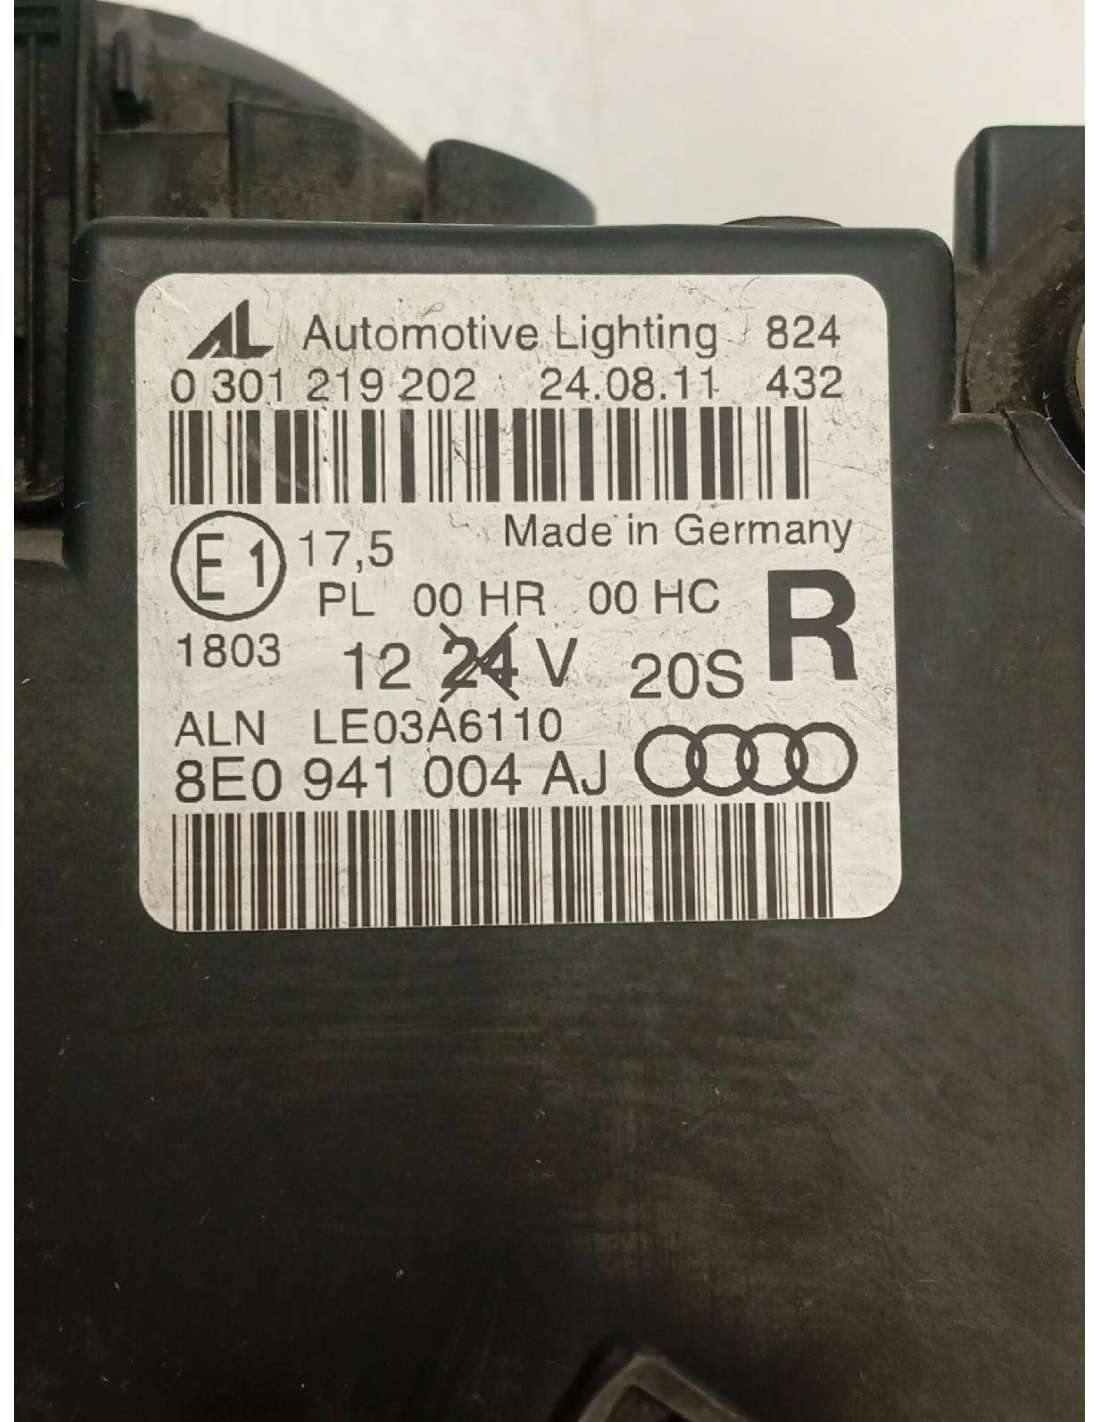 AL Automotive Lighting 824
0 301 219 202 24.08.11 432
Made in Germany
E1 17,5
PL 00 HR 00 HC R
1803 12 24 V 20S
ALN LE03A6110
8E0 941 004 AJ